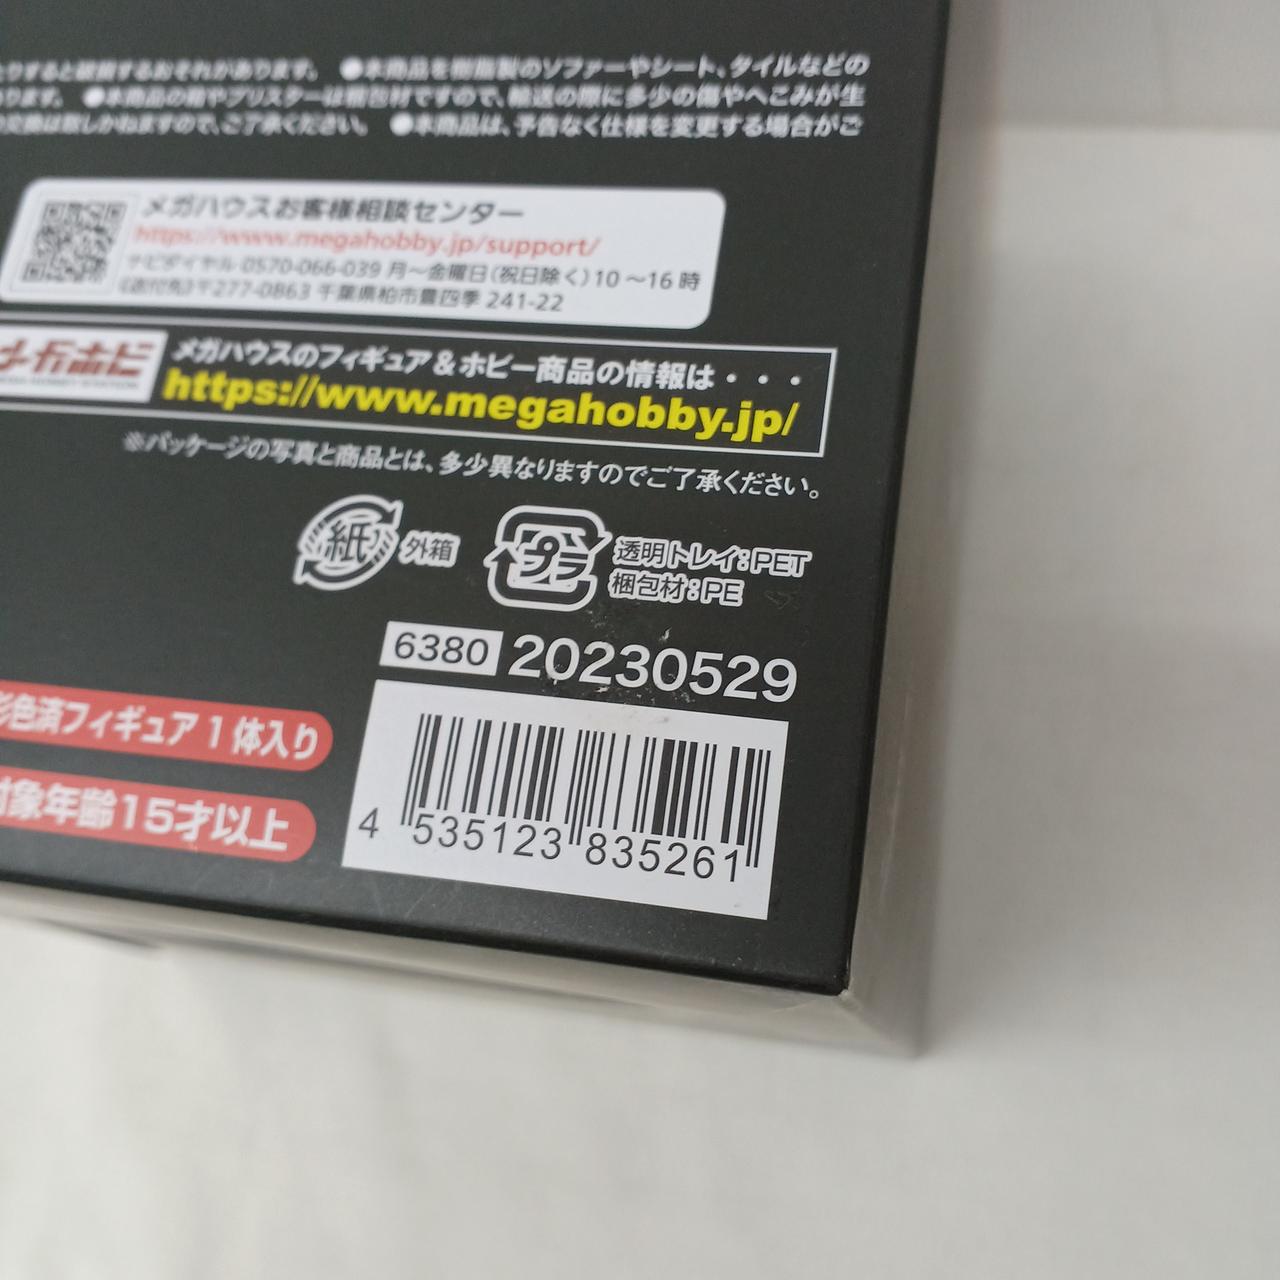 たりすると破損するおそれがあります。 ●本商品を樹脂製のソファーやシート、タイルなどの
ります。 ●本商品の箱やブリスターは梱包材ですので、輸送の際に多少の傷やへこみが生
の交換は致しかねますので、ご了承ください。 ●本商品は、予告なく仕様を変更する場合がご
メガハウスお客様相談センター
https://www.megahobby.jp/support/
ナビダイヤル 0570-066-039 月～金曜日(祝日除く) 10 ～16 時
《送付先》〒277-0863 千葉県柏市豊四季 241-22
メガホビ
メガハウスのフィギュア & ホビー商品の情報は・・・
https://www.megahobby.jp/
※パッケージの写真と商品とは、多少異なりますのでご了承ください。
紙 外箱
プラ 透明トレイ：PET
梱包材：PE
6380 20230529
彩色済フィギュア 1 体入り
対象年齢15才以上
4 535123 835261